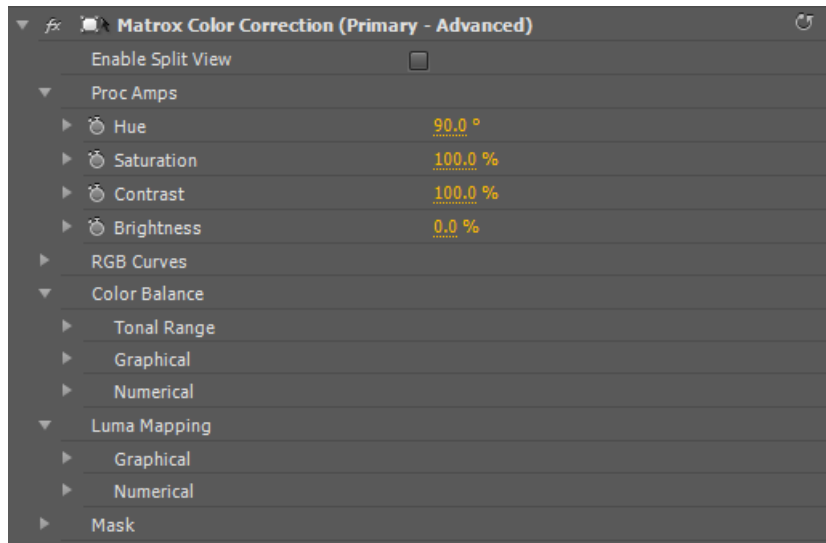 fx Matrox Color Correction (Primary - Advanced)
Enable Split View
Proc Amps
Hue 90.0 °
Saturation 100.0 %
Contrast 100.0 %
Brightness 0.0 %
RGB Curves
Color Balance
Tonal Range
Graphical
Numerical
Luma Mapping
Graphical
Numerical
Mask